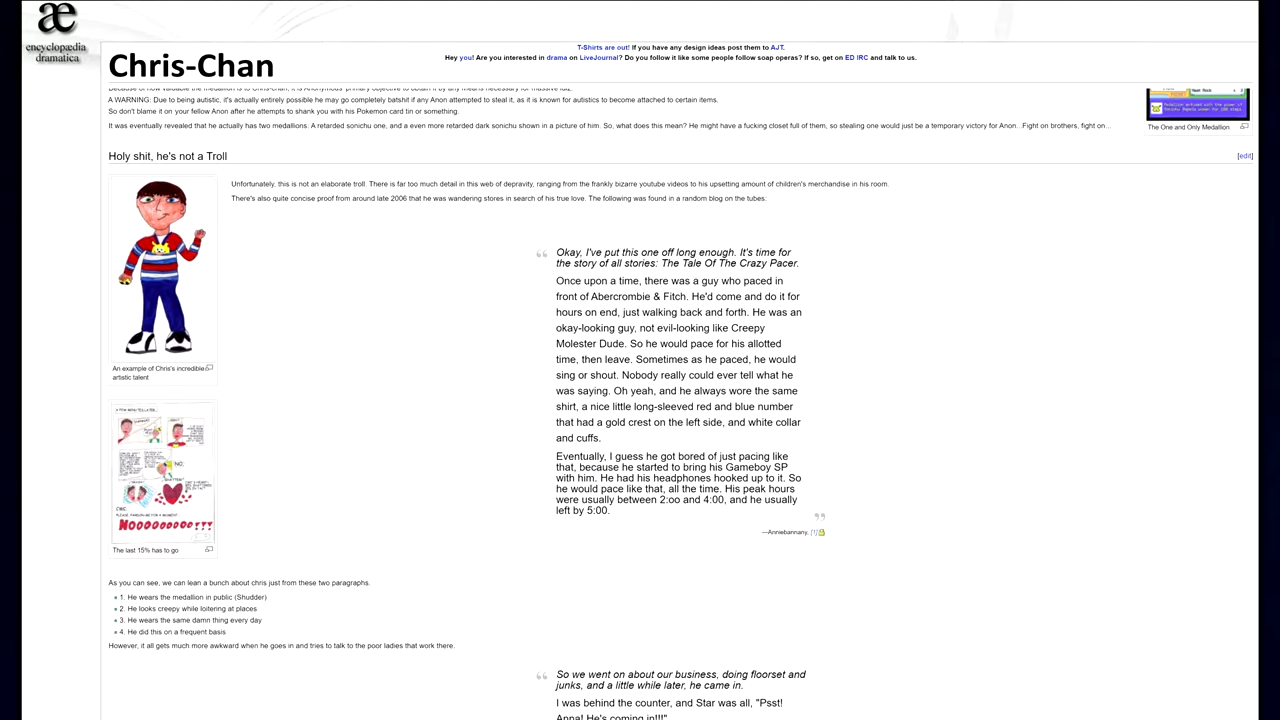 æ
encyclopædia
dramatica
T-Shirts are out! If you have any design ideas post them to AJT.
Hey you! Are you interested in drama on LiveJournal? Do you follow it like some people follow soap operas? If so, get on ED IRC and talk to us.
Chris-Chan
A WARNING: Due to being autistic, it's actually entirely possible he may go completely batshit if any Anon attempted to steal it, as it is known for autistics to become attached to certain items.
So don't blame it on your fellow Anon after he attempts to shank you with his Pokemon card tin or something.
It was eventually revealed that he actually has two medallions: A retarded sonichu one, and a even more retarded dark sonichu shown in a picture of him. So, what does this mean? He might have a fucking closet full of them, so stealing one would just be a temporary victory for Anon...Fight on brothers, fight on...
The One and Only Medallion
Holy shit, he's not a Troll
[edit]
Unfortunately, this is not an elaborate troll. There is far too much detail in this web of depravity, ranging from the frankly bizarre youtube videos to his upsetting amount of children's merchandise in his room.
There's also quite concise proof from around late 2006 that he was wandering stores in search of his true love. The following was found in a random blog on the tubes:
An example of Chris's incredible
artistic talent
NO!
NOOOOOOOO!!!
The last 15% has to go
Okay, I've put this one off long enough. It's time for
the story of all stories: The Tale Of The Crazy Pacer.
Once upon a time, there was a guy who paced in
front of Abercrombie & Fitch. He'd come and do it for
hours on end, just walking back and forth. He was an
okay-looking guy, not evil-looking like Creepy
Molester Dude. So he would pace for his allotted
time, then leave. Sometimes as he paced, he would
sing or shout. Nobody really could ever tell what he
was saying. Oh yeah, and he always wore the same
shirt, a nice little long-sleeved red and blue number
that had a gold crest on the left side, and white collar
and cuffs.
Eventually, I guess he got bored of just pacing like
that, because he started to bring his Gameboy SP
with him. He had his headphones hooked up to it. So
he would pace like that, all the time. His peak hours
were usually between 2:oo and 4:00, and he usually
left by 5:00.
—Anniebannany, [1]
As you can see, we can lean a bunch about chris just from these two paragraphs.
1. He wears the medallion in public (Shudder)
2. He looks creepy while loitering at places
3. He wears the same damn thing every day
4. He did this on a frequent basis
However, it all gets much more awkward when he goes in and tries to talk to the poor ladies that work there.
So we went on about our business, doing floorset and
junks, and a little while later, he came in.
I was behind the counter, and Star was all, "Psst!
Anna! He's coming in!!!"